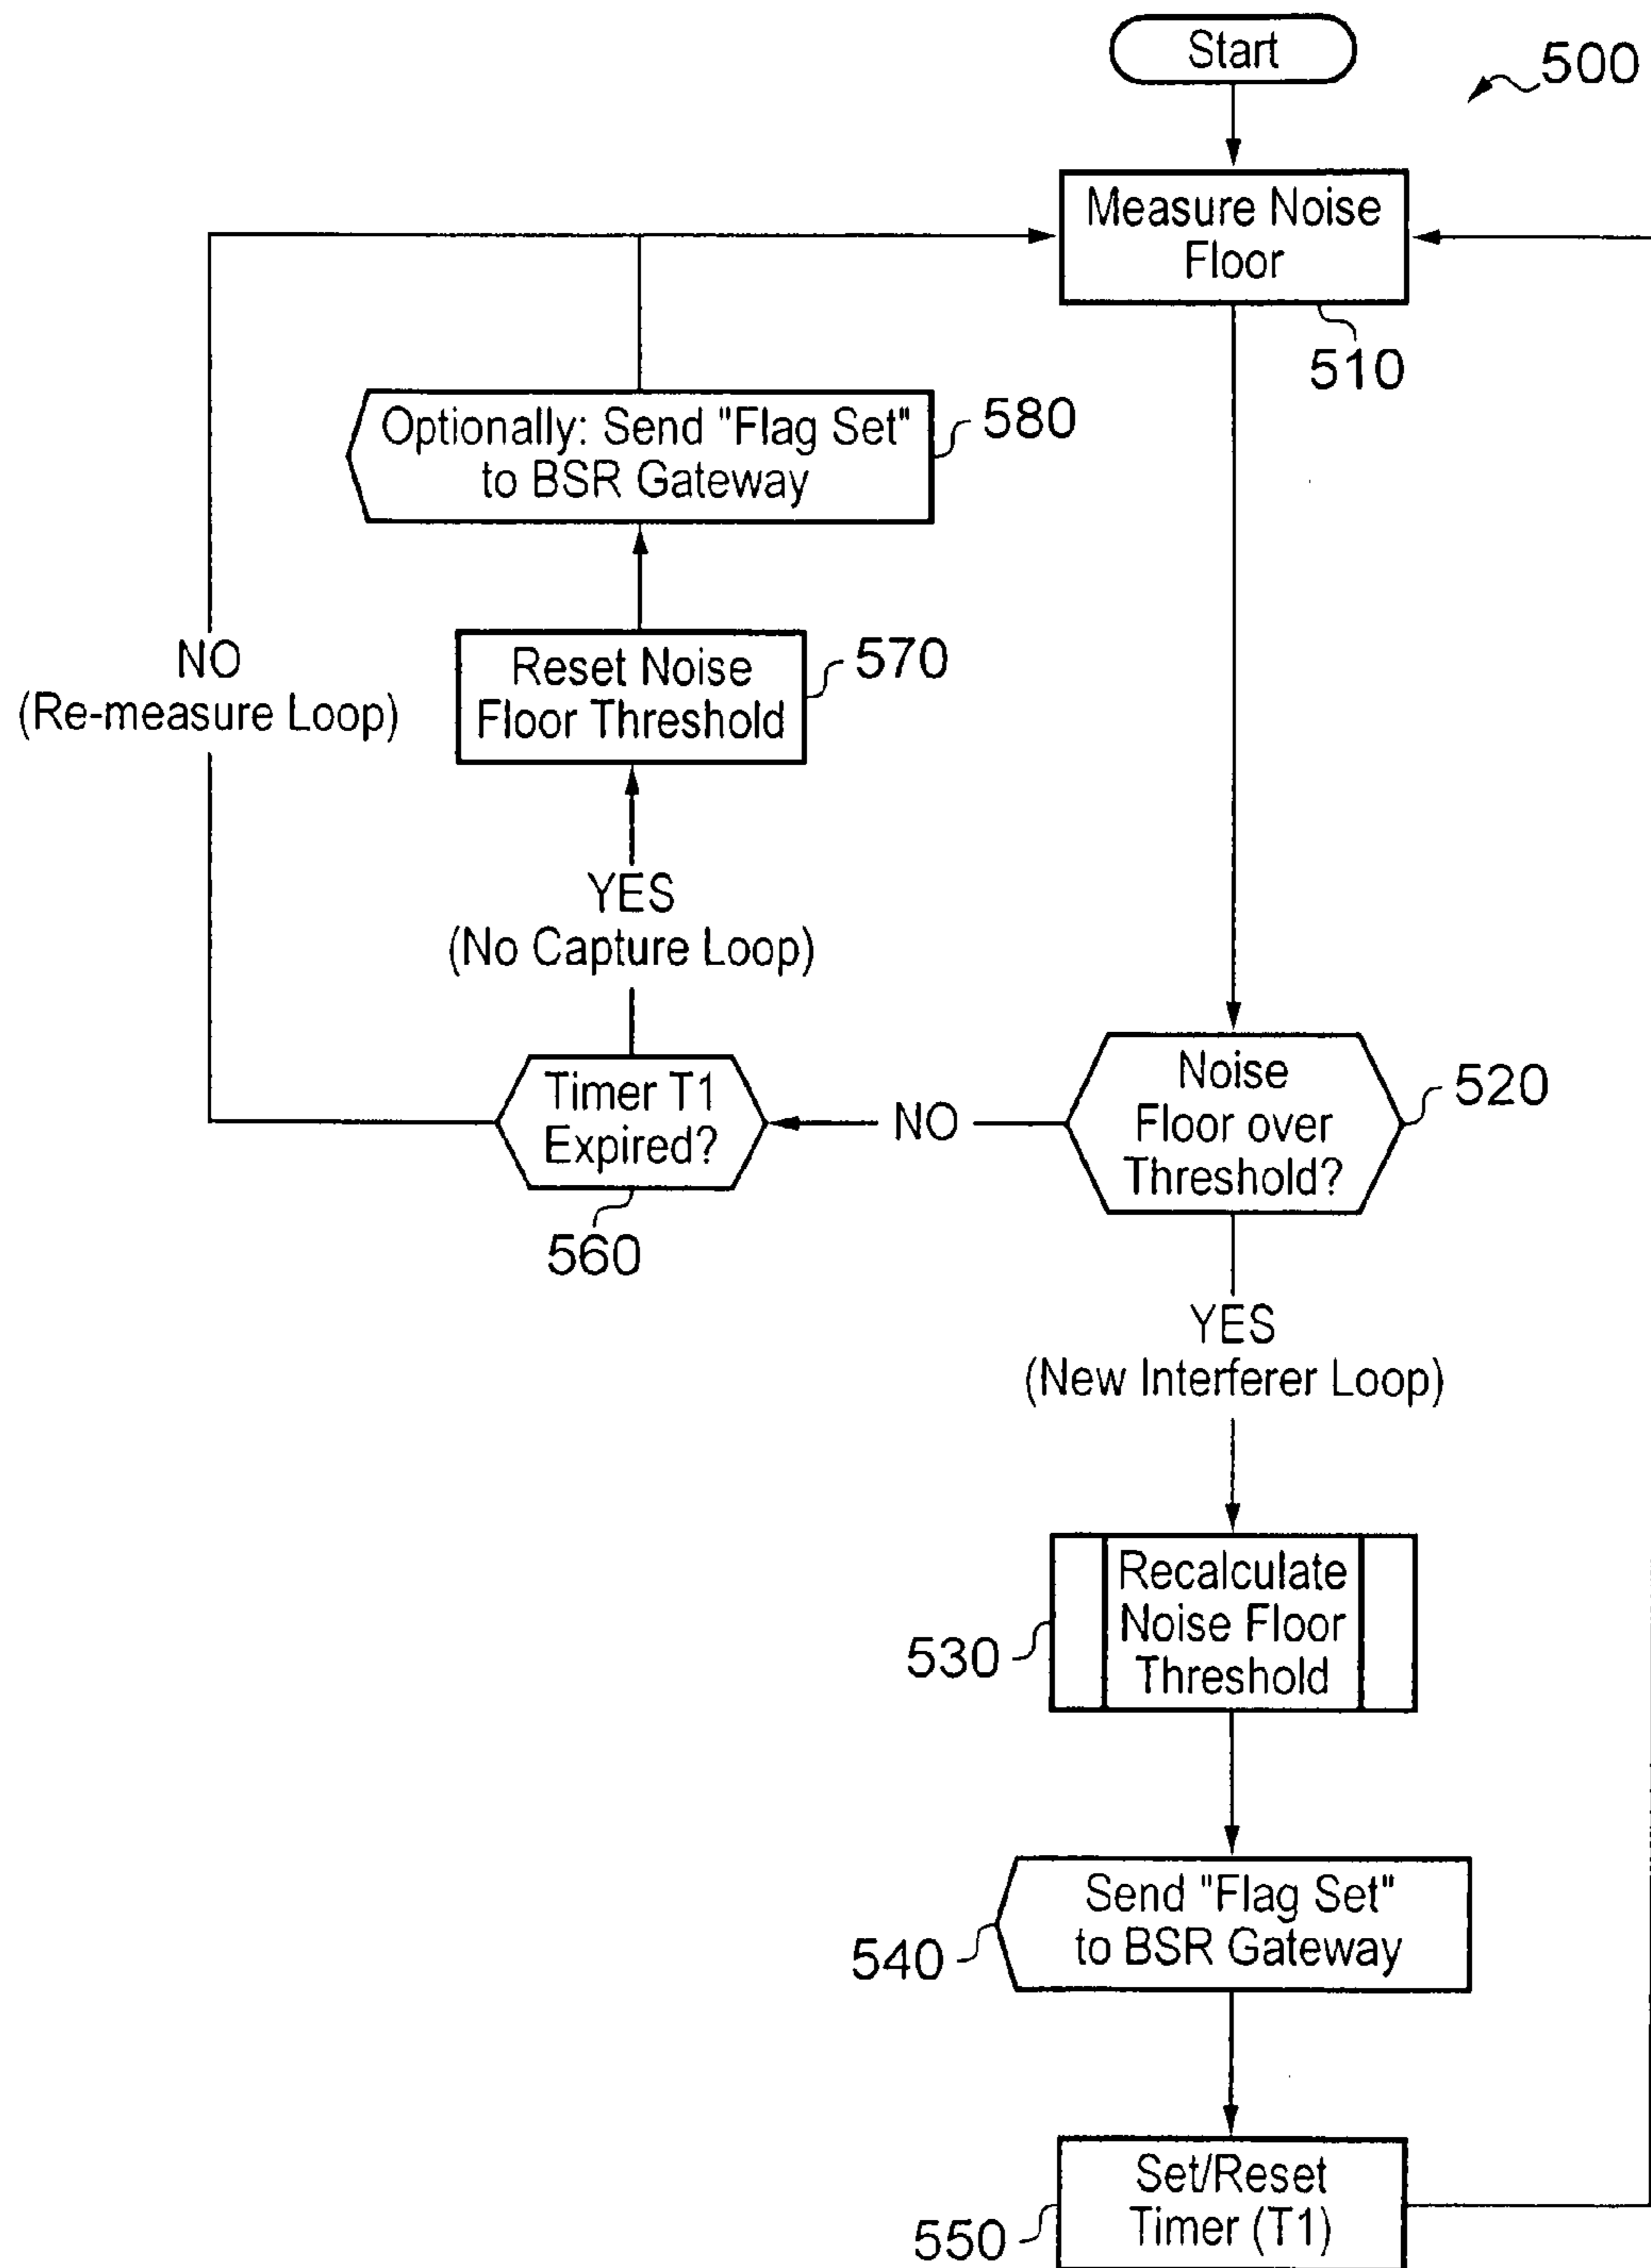 Start
500
Measure Noise
Floor
510
Optionally: Send "Flag Set"
to BSR Gateway
580
Reset Noise
Floor Threshold
570
NO
(Re-measure Loop)
YES
(No Capture Loop)
Timer T1
Expired?
560
NO
Noise
Floor over
Threshold?
520
YES
(New Interferer Loop)
Recalculate
Noise Floor
Threshold
530
Send "Flag Set"
to BSR Gateway
540
Set/Reset
Timer (T1)
550